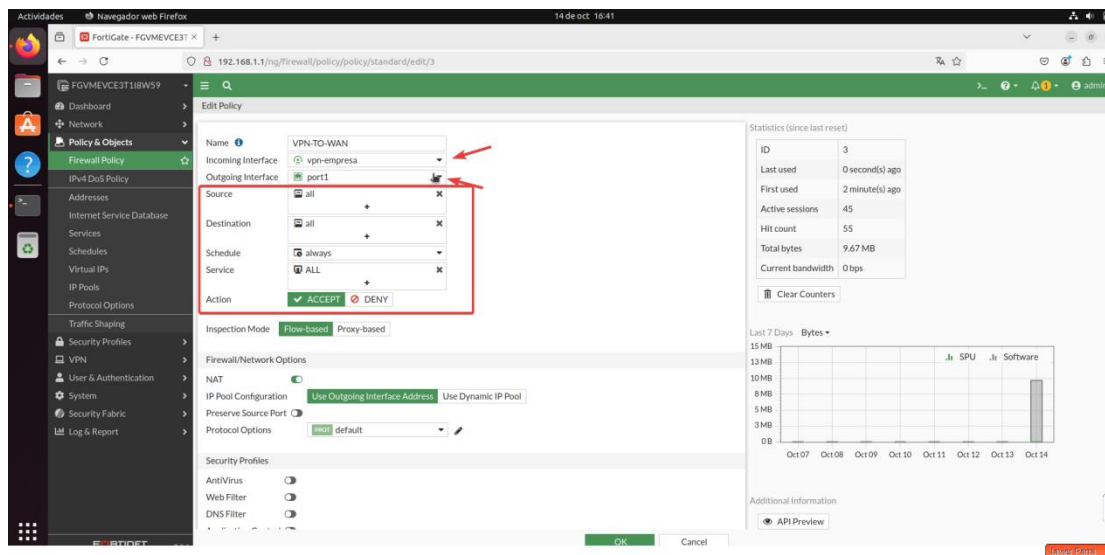 Actividades Navegador web Firefox 14 de oct 16:41
FortiGate - FGVMEVCE3T
192.168.1.1/ng/firewall/policy/policy/standard/edit/3
FGVMEVCE3T1I8W59
admin
Dashboard
Network
Policy & Objects
Firewall Policy
IPv4 DoS Policy
Addresses
Internet Service Database
Services
Schedules
Virtual IPs
IP Pools
Protocol Options
Traffic Shaping
Security Profiles
VPN
User & Authentication
System
Security Fabric
Log & Report
Edit Policy
Name VPN-TO-WAN
Incoming Interface vpn-empresa
Outgoing Interface port1
Source all
+
Destination all
+
Schedule always
Service ALL
+
Action ACCEPT DENY
Inspection Mode Flow-based Proxy-based
Firewall/Network Options
NAT
IP Pool Configuration Use Outgoing Interface Address Use Dynamic IP Pool
Preserve Source Port
Protocol Options PROT default
Security Profiles
AntiVirus
Web Filter
DNS Filter
OK Cancel
Statistics (since last reset)
ID 3
Last used 0 second(s) ago
First used 2 minute(s) ago
Active sessions 45
Hit count 55
Total bytes 9.67 MB
Current bandwidth 0 bps
Clear Counters
Last 7 Days Bytes
SPU Software
15 MB
13 MB
10 MB
8 MB
5 MB
3 MB
0 B
Oct 07 Oct 08 Oct 09 Oct 10 Oct 11 Oct 12 Oct 13 Oct 14
Additional Information
API Preview